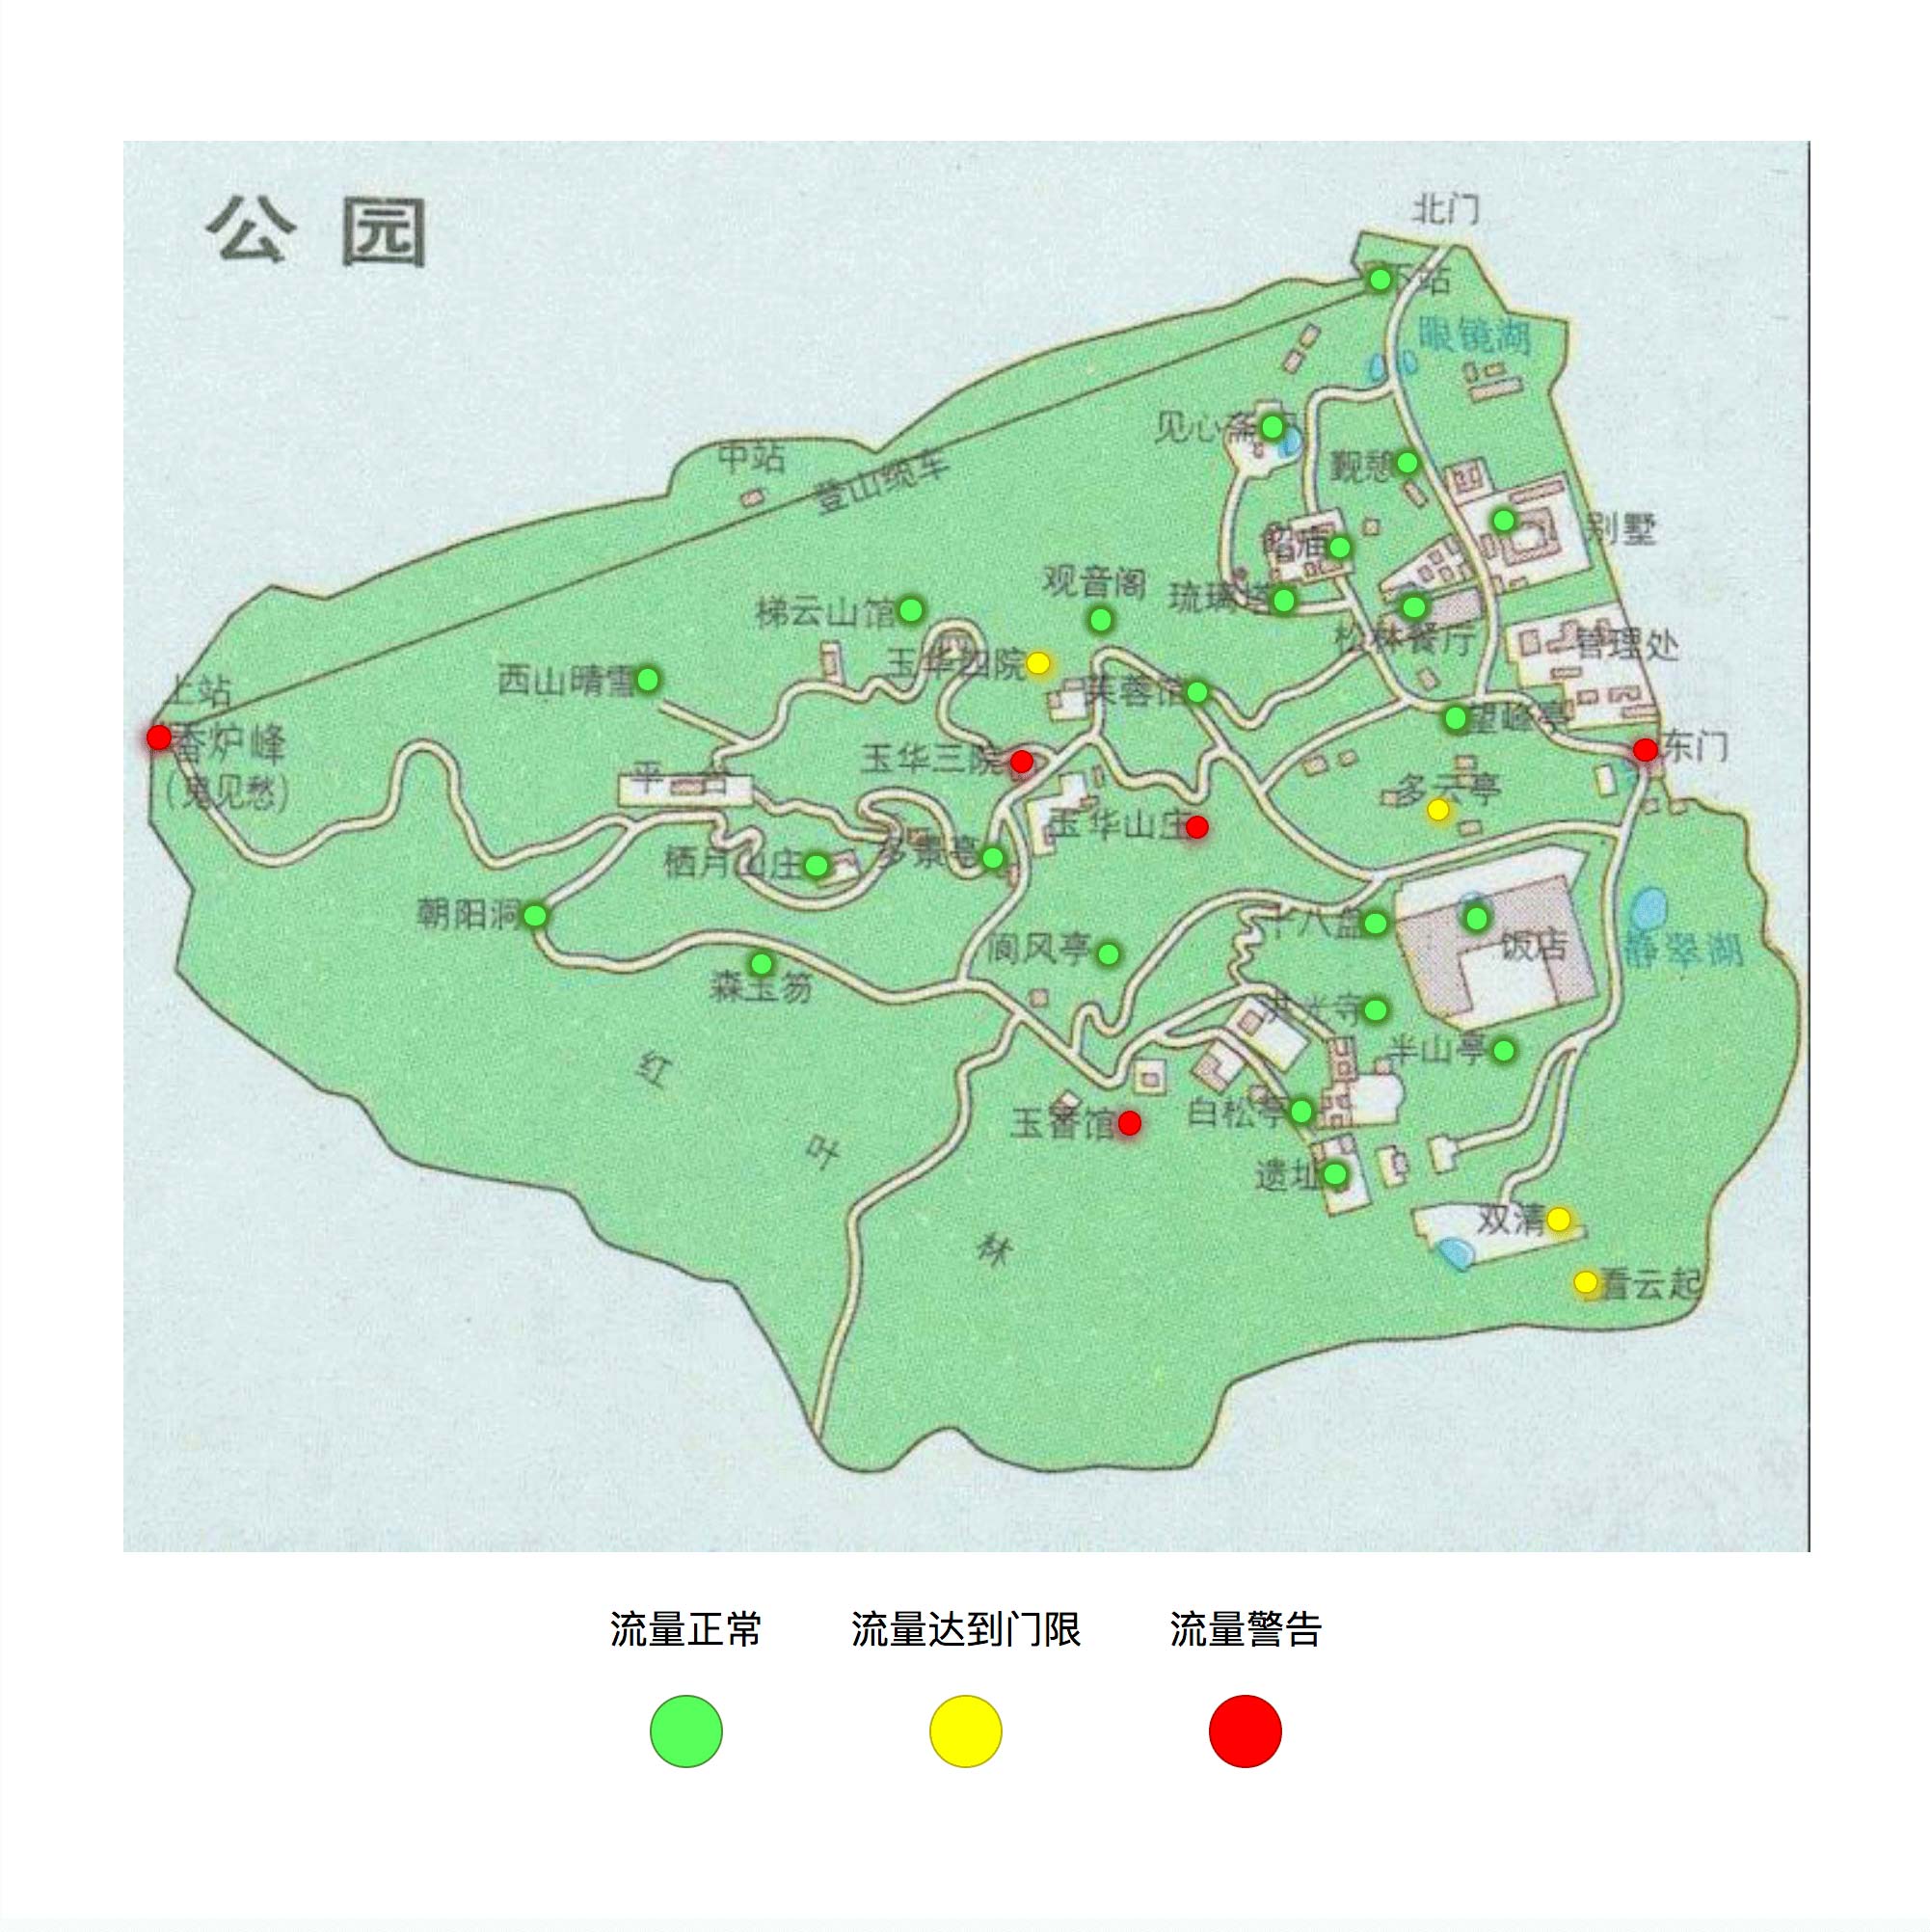 公 园
北门
下站
眼镜湖
见心斋
觐憩
中站
登山缆车
别墅
昭庙
观音阁
琉璃塔
梯云山馆
松林餐厅
管理处
玉华四院
西山晴雪
芙蓉馆
上站
望峰亭
香炉峰
(鬼见愁)
东门
玉华三院
平台
多云亭
玉华山庄
多景亭
栖月山庄
朝阳洞
十八盘
阆风亭
饭店
静翠湖
森玉笏
洪光寺
半山亭
红
叶
林
白松亭
遗址
双清
看云起
流量正常
流量达到门限
流量警告